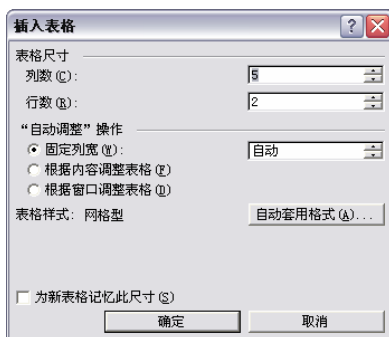 插入表格
表格尺寸
列数(C): 5
行数(R): 2
“自动调整”操作
固定列宽(W): 自动
根据内容调整表格(F)
根据窗口调整表格(D)
表格样式: 网格型 自动套用格式(A)...
为新表格记忆此尺寸(S)
确定 取消